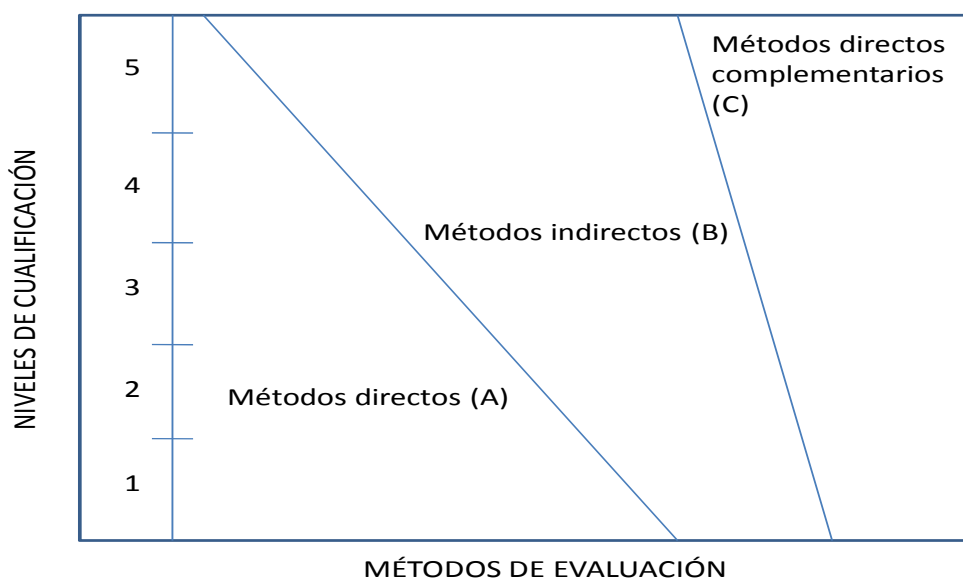 Métodos directos
complementarios
(C)
5
4
Métodos indirectos (B)
3
2
Métodos directos (A)
1
NIVELES DE CUALIFICACIÓN
MÉTODOS DE EVALUACIÓN